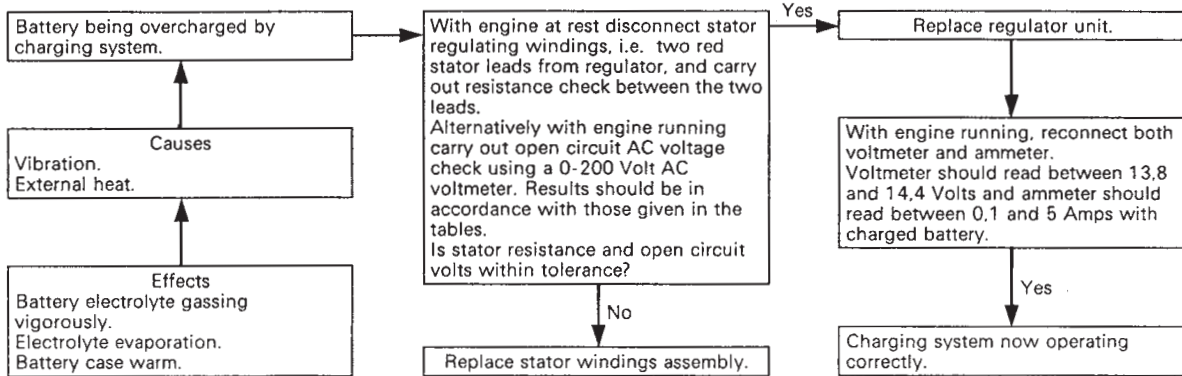 Battery being overcharged by
charging system.
Causes
Vibration.
External heat.
Effects
Battery electrolyte gassing
vigorously.
Electrolyte evaporation.
Battery case warm.
With engine at rest disconnect stator
regulating windings, i.e. two red
stator leads from regulator, and carry
out resistance check between the two
leads.
Alternatively with engine running
carry out open circuit AC voltage
check using a 0-200 Volt AC
voltmeter. Results should be in
accordance with those given in the
tables.
Is stator resistance and open circuit
volts within tolerance?
No
Replace stator windings assembly.
Yes
Replace regulator unit.
With engine running, reconnect both
voltmeter and ammeter.
Voltmeter should read between 13,8
and 14,4 Volts and ammeter should
read between 0,1 and 5 Amps with
charged battery.
Yes
Charging system now operating
correctly.